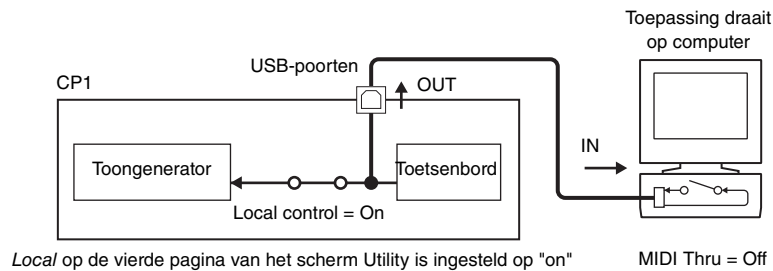 Toepassing draait
op computer
USB-poorten
CP1
OUT
IN
Toongenerator
Toetsenbord
Local control = On
Local op de vierde pagina van het scherm Utility is ingesteld op "on"
MIDI Thru = Off